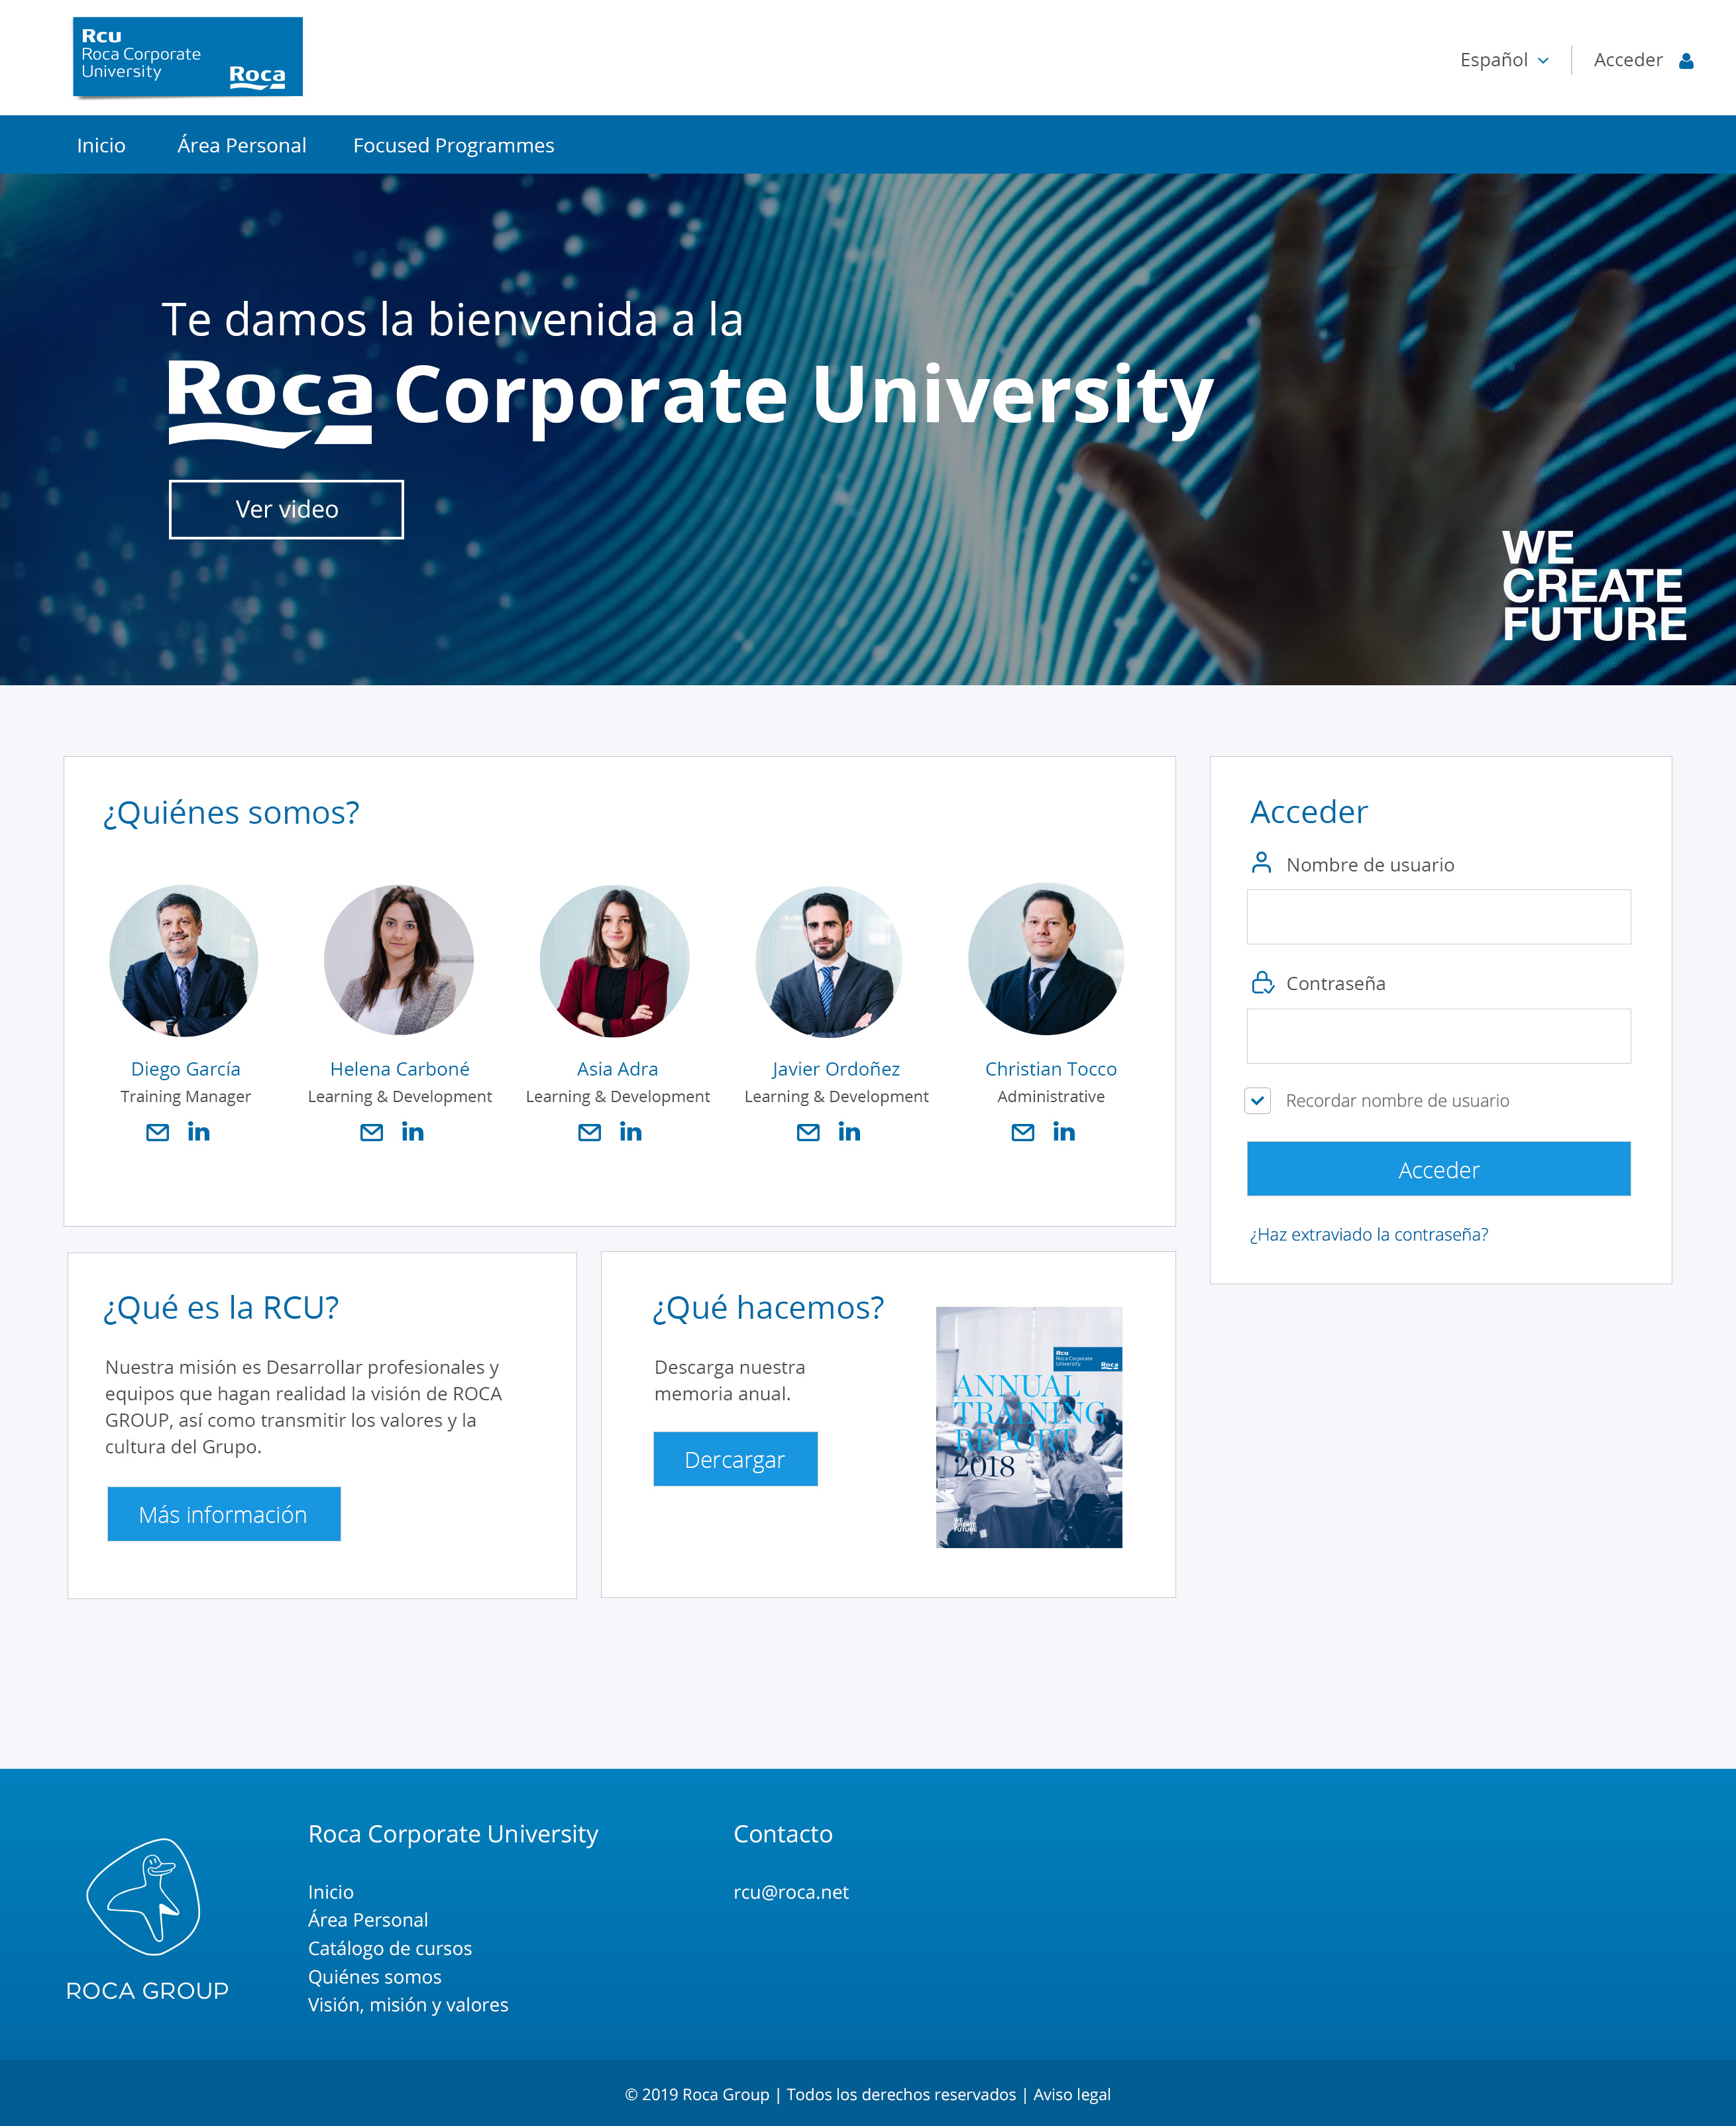 Rcu
Roca Corporate
University
Roca
Español
Acceder
Inicio
Área Personal
Focused Programmes
Te damos la bienvenida a la
Roca Corporate University
Ver video
WE
CREATE
FUTURE
¿Quiénes somos?
Diego García
Training Manager
in
Helena Carboné
Learning & Development
in
Asia Adra
Learning & Development
in
Javier Ordoñez
Learning & Development
in
Christian Tocco
Administrative
in
Acceder
Nombre de usuario
Contraseña
Recordar nombre de usuario
Acceder
¿Haz extraviado la contraseña?
¿Qué es la RCU?
Nuestra misión es Desarrollar profesionales y
equipos que hagan realidad la visión de ROCA
GROUP, así como transmitir los valores y la
cultura del Grupo.
Más información
¿Qué hacemos?
Descarga nuestra
memoria anual.
Dercargar
Rcu
Roca Corporate
University
Roca
ANNUAL
TRAINING
REPORT
2018
WE
CREATE
FUTURE
ROCA GROUP
Roca Corporate University
Inicio
Área Personal
Catálogo de cursos
Quiénes somos
Visión, misión y valores
Contacto
rcu@roca.net
© 2019 Roca Group | Todos los derechos reservados | Aviso legal